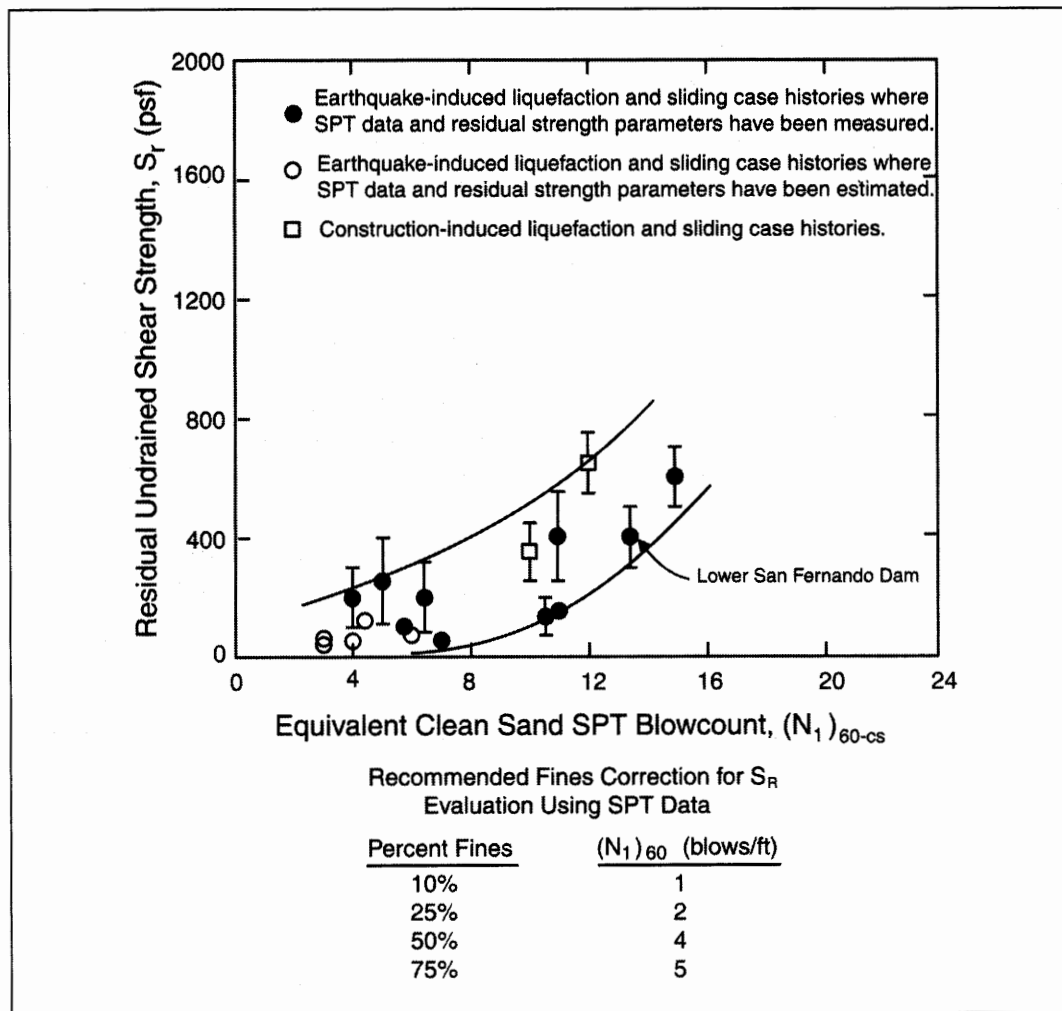 Residual Undrained Shear Strength, Sᵣ (psf)
2000
1600
1200
800
400
0
Earthquake-induced liquefaction and sliding case histories where
SPT data and residual strength parameters have been measured.
Earthquake-induced liquefaction and sliding case histories where
SPT data and residual strength parameters have been estimated.
Construction-induced liquefaction and sliding case histories.
Lower San Fernando Dam
0 4 8 12 16 20 24
Equivalent Clean Sand SPT Blowcount, (N₁)₆₀₋cs
Recommended Fines Correction for S_R
Evaluation Using SPT Data
Percent Fines (N₁)₆₀ (blows/ft)
10% 1
25% 2
50% 4
75% 5